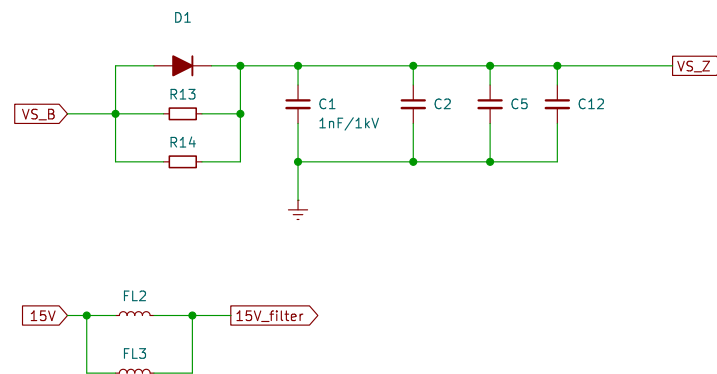 D1
R13
VS_B
R14
C1
1nF/1kV
C2
C5
C12
VS_Z
FL2
15V
15V_filter
FL3